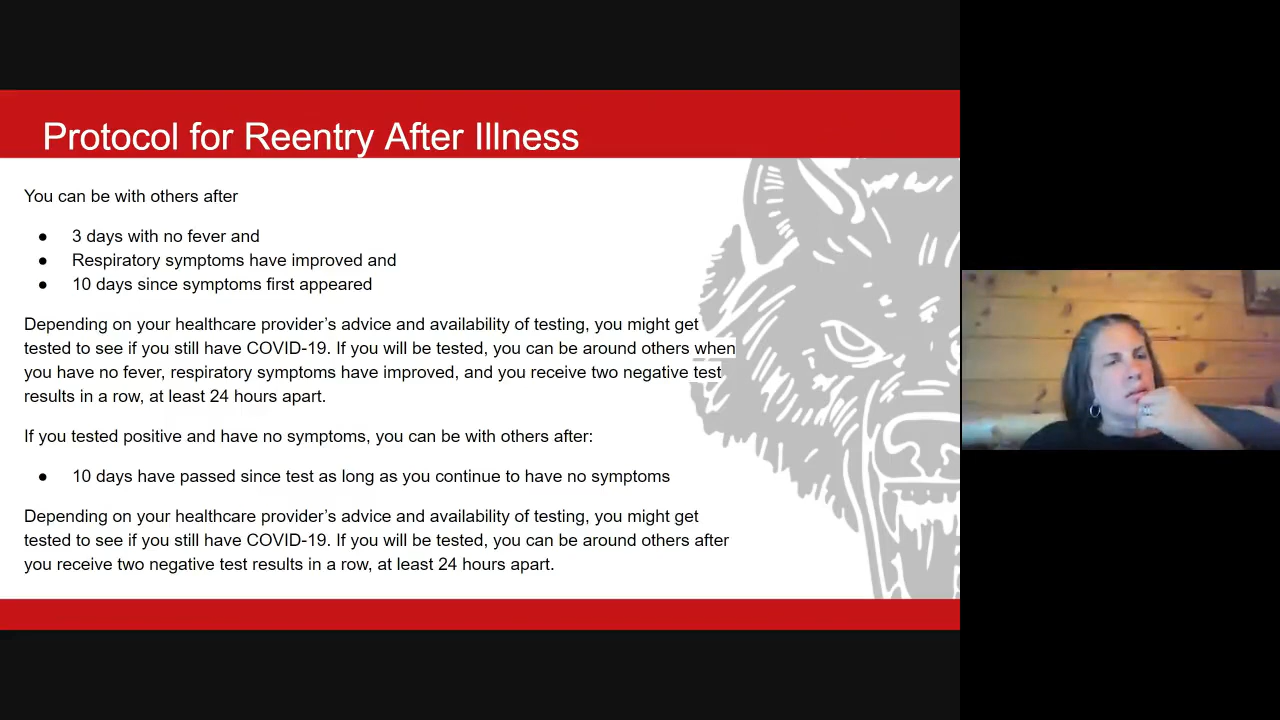 Protocol for Reentry After Illness
You can be with others after
● 3 days with no fever and
● Respiratory symptoms have improved and
● 10 days since symptoms first appeared
Depending on your healthcare provider’s advice and availability of testing, you might get
tested to see if you still have COVID-19. If you will be tested, you can be around others when
you have no fever, respiratory symptoms have improved, and you receive two negative test
results in a row, at least 24 hours apart.
If you tested positive and have no symptoms, you can be with others after:
● 10 days have passed since test as long as you continue to have no symptoms
Depending on your healthcare provider’s advice and availability of testing, you might get
tested to see if you still have COVID-19. If you will be tested, you can be around others after
you receive two negative test results in a row, at least 24 hours apart.